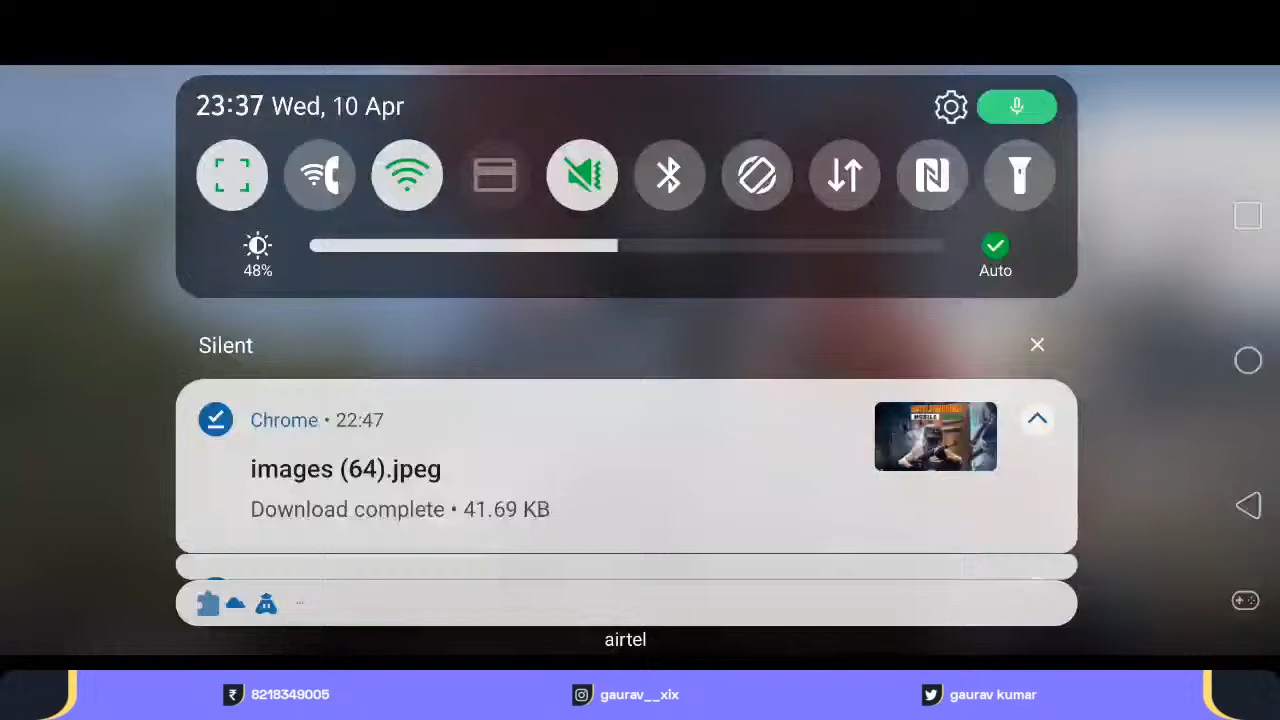 23:37 Wed, 10 Apr
48%
Auto
Silent
Chrome • 22:47
images (64).jpeg
Download complete • 41.69 KB
airtel
₹ 8218349005
gaurav__xix
gaurav kumar